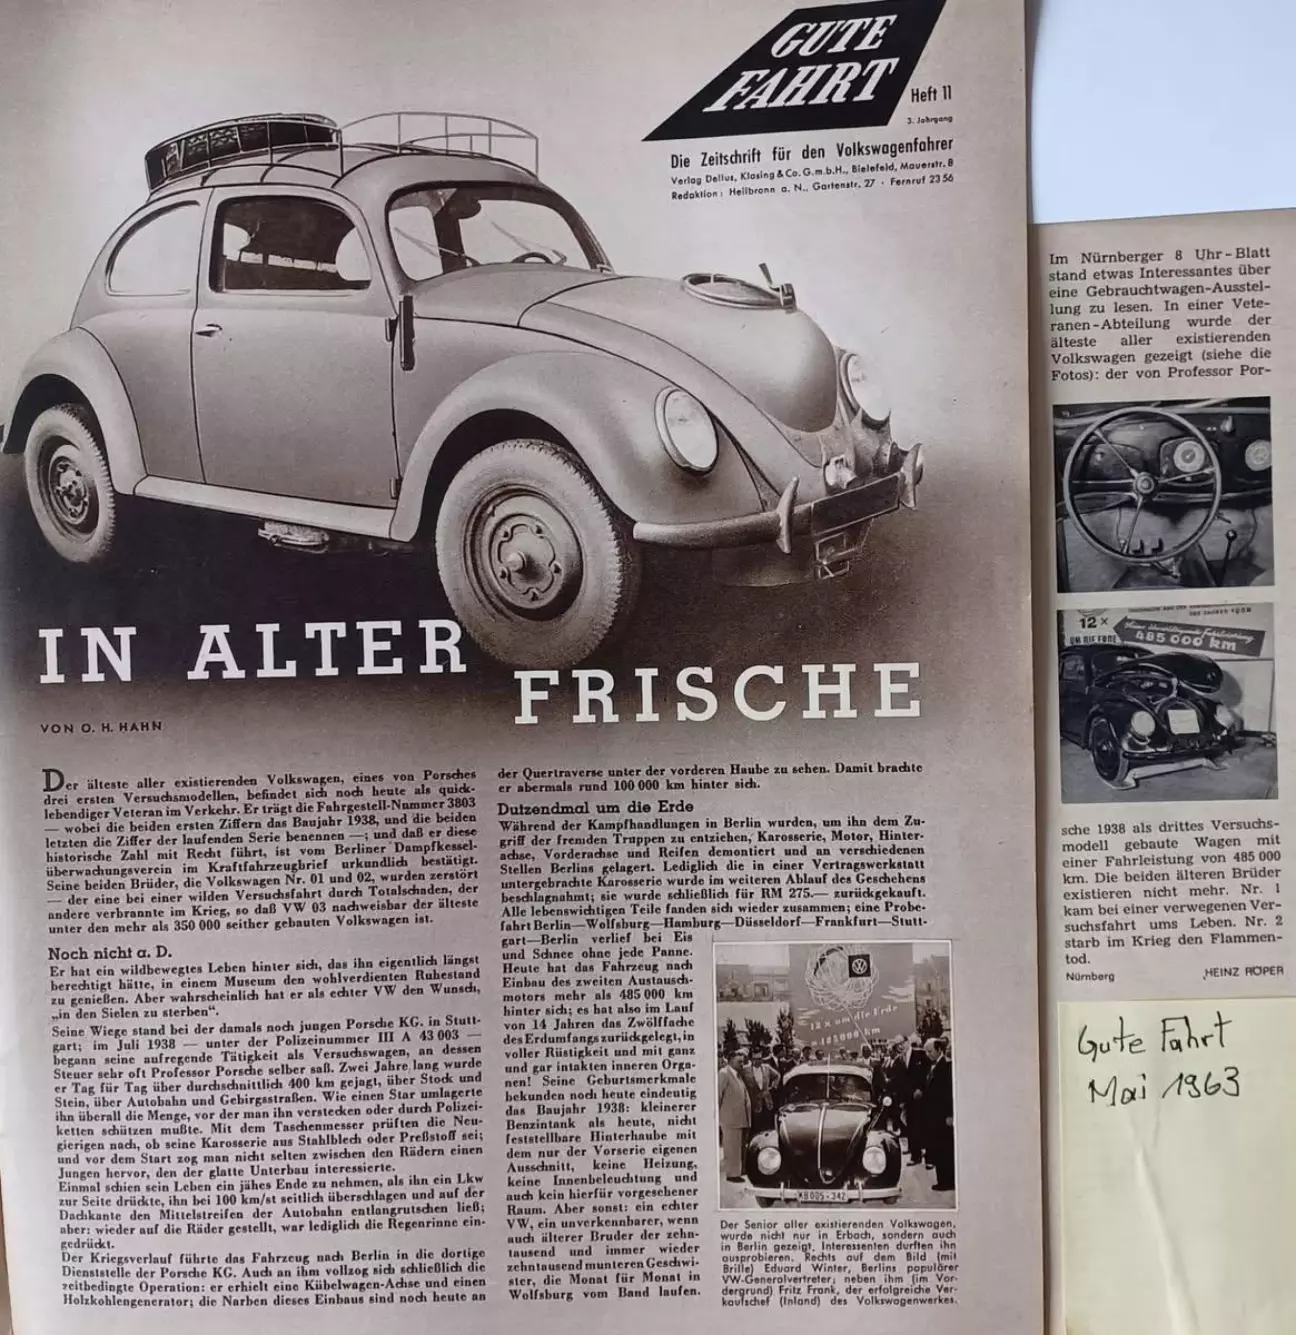 GUTE
FAHRT
Heft 11
3. Jahrgang
Die Zeitschrift für den Volkswagenfahrer
Verlag Delius, Klasing & Co. G.m.b.H., Bielefeld, Mauerstr. 8
Redaktion: Heilbronn a. N., Gartenstr. 27 · Fernruf 23 56
IN ALTER
FRISCHE
VON O. H. HAHN
Der älteste aller existierenden Volkswagen, eines von Porsches
drei ersten Versuchsmodellen, befindet sich noch heute als quick-
lebendiger Veteran im Verkehr. Er trägt die Fahrgestell-Nummer 3803
— wobei die beiden ersten Ziffern das Baujahr 1938, und die beiden
letzten die Ziffer der laufenden Serie benennen —; und daß er diese
historische Zahl mit Recht führt, ist vom Berliner Dampfkessel-
überwachungsverein im Kraftfahrzeugbrief urkundlich bestätigt.
Seine beiden Brüder, die Volkswagen Nr. 01 und 02, wurden zerstört
— der eine bei einer wilden Versuchsfahrt durch Totalschaden, der
andere verbrannte im Krieg, so daß VW 03 nachweisbar der älteste
unter den mehr als 350 000 seither gebauten Volkswagen ist.
Noch nicht a. D.
Er hat ein wildbewegtes Leben hinter sich, das ihn eigentlich längst
berechtigt hätte, in einem Museum den wohlverdienten Ruhestand
zu genießen. Aber wahrscheinlich hat er als echter VW den Wunsch,
„in den Sielen zu sterben“.
Seine Wiege stand bei der damals noch jungen Porsche KG. in Stutt-
gart; im Juli 1938 — unter der Polizeinummer III A 43 003 —
begann seine aufregende Tätigkeit als Versuchswagen, an dessen
Steuer sehr oft Professor Porsche selber saß. Zwei Jahre lang wurde
er Tag für Tag über durchschnittlich 400 km gejagt, über Stock und
Stein, über Autobahn und Gebirgsstraßen. Wie einen Star umlagerte
ihn überall die Menge, vor der man ihn verstecken oder durch Polizei-
ketten schützen mußte. Mit dem Taschenmesser prüften die Neu-
gierigen nach, ob seine Karosserie aus Stahlblech oder Preßstoff sei;
und vor dem Start zog man nicht selten zwischen den Rädern einen
Jungen hervor, den der glatte Unterbau interessierte.
Einmal schien sein Leben ein jähes Ende zu nehmen, als ihn ein Lkw
zur Seite drückte, ihn bei 100 km/st seitlich überschlagen und auf der
Dachkante den Mittelstreifen der Autobahn entlangrutschen ließ;
aber: wieder auf die Räder gestellt, war lediglich die Regenrinne ein-
gedrückt.
Der Kriegsverlauf führte das Fahrzeug nach Berlin in die dortige
Dienststelle der Porsche KG. Auch an ihm vollzog sich schließlich die
zeitbedingte Operation: er erhielt eine Kübelwagen-Achse und einen
Holzkohlengenerator; die Narben dieses Einbaus sind noch heute an
der Quertraverse unter der vorderen Haube zu sehen. Damit brachte
er abermals rund 100 000 km hinter sich.
Dutzendmal um die Erde
Während der Kampfhandlungen in Berlin wurden, um ihn dem Zu-
griff der fremden Truppen zu entziehen, Karosserie, Motor, Hinter-
achse, Vorderachse und Reifen demontiert und an verschiedenen
Stellen Berlins gelagert. Lediglich die in einer Vertragswerkstatt
untergebrachte Karosserie wurde im weiteren Ablauf des Geschehens
beschlagnahmt; sie wurde schließlich für RM 275.— zurückgekauft.
Alle lebenswichtigen Teile fanden sich wieder zusammen; eine Probe-
fahrt Berlin—Wolfsburg—Hamburg—Düsseldorf—Frankfurt—Stutt-
gart—Berlin verlief bei Eis
und Schnee ohne jede Panne.
Heute hat das Fahrzeug nach
Einbau des zweiten Austausch-
motors mehr als 485 000 km
hinter sich; es hat also im Lauf
von 14 Jahren das Zwölffache
des Erdumfangs zurückgelegt, in
voller Rüstigkeit und mit ganz
und gar intakten inneren Orga-
nen! Seine Geburtsmerkmale
bekunden noch heute eindeutig
das Baujahr 1938: kleinerer
Benzintank als heute, nicht
feststellbare Hinterhaube mit
dem nur der Vorserie eigenen
Ausschnitt, keine Heizung,
keine Innenbeleuchtung und
auch kein hierfür vorgesehener
Raum. Aber sonst: ein echter
VW, ein unverkennbarer, wenn
auch älterer Bruder der zehn-
tausend und immer wieder
zehntausend munteren Geschwi-
ster, die Monat für Monat in
Wolfsburg vom Band laufen.
12 x um die Erde
= 485000 km
KB 005-342
Der Senior aller existierenden Volkswagen,
wurde nicht nur in Erbach, sondern auch
in Berlin gezeigt. Interessenten durften ihn
ausprobieren. Rechts auf dem Bild (mit
Brille) Eduard Winter, Berlins populärer
VW-Generalvertreter; neben ihm (im Vor-
dergrund) Fritz Frank, der erfolgreiche Ver-
kaufschef (Inland) des Volkswagenwerkes.
Im Nürnberger 8 Uhr-Blatt
stand etwas Interessantes über
eine Gebrauchtwagen-Ausstel-
lung zu lesen. In einer Vete-
ranen-Abteilung wurde der
älteste aller existierenden
Volkswagen gezeigt (siehe die
Fotos): der von Professor Por-
12 x
UM DIE ERDE
485 000 km
sche 1938 als drittes Versuchs-
modell gebaute Wagen mit
einer Fahrleistung von 485 000
km. Die beiden älteren Brüder
existieren nicht mehr. Nr. 1
kam bei einer verwegenen Ver-
suchsfahrt ums Leben. Nr. 2
starb im Krieg den Flammen-
tod.
Nürnberg HEINZ RÖPER
Gute Fahrt
Mai 1963